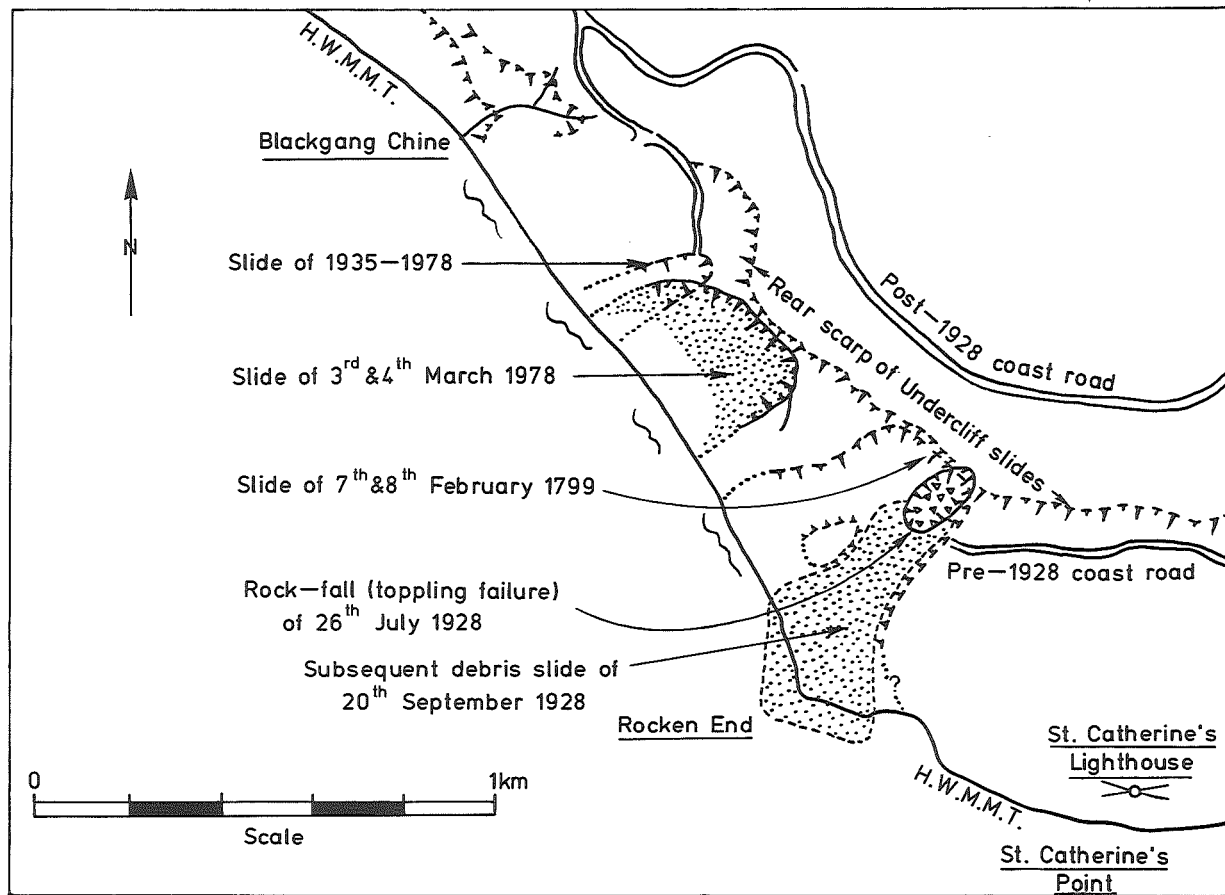 H.W.M.M.T.
Blackgang Chine
N
Slide of 1935–1978
Post–1928
coast road
Rear scarp of Undercliff slides
Slide of 3rd & 4th March 1978
Slide of 7th & 8th February 1799
Pre–1928 coast road
Rock–fall (toppling failure)
of 26th July 1928
Subsequent debris slide of
20th September 1928
Rocken End
St. Catherine's
Lighthouse
H.W.M.M.T.
0 1km
Scale
St. Catherine's
Point